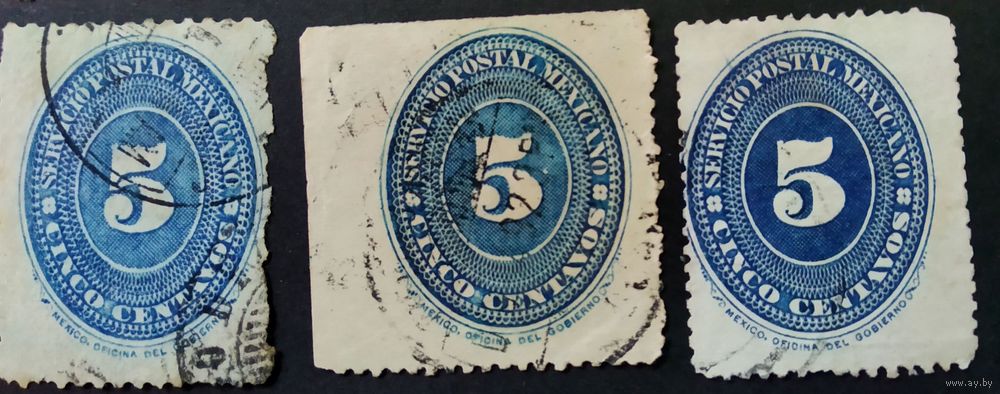 SERVICIO POSTAL MEXICANO
5
CINCO CENTAVOS
MEXICO. OFICINA DEL GOBIERNO
SERVICIO POSTAL MEXICANO
5
CINCO CENTAVOS
MEXICO. OFICINA DEL GOBIERNO
SERVICIO POSTAL MEXICANO
5
CINCO CENTAVOS
MEXICO. OFICINA DEL GOBIERNO
www.ay.by